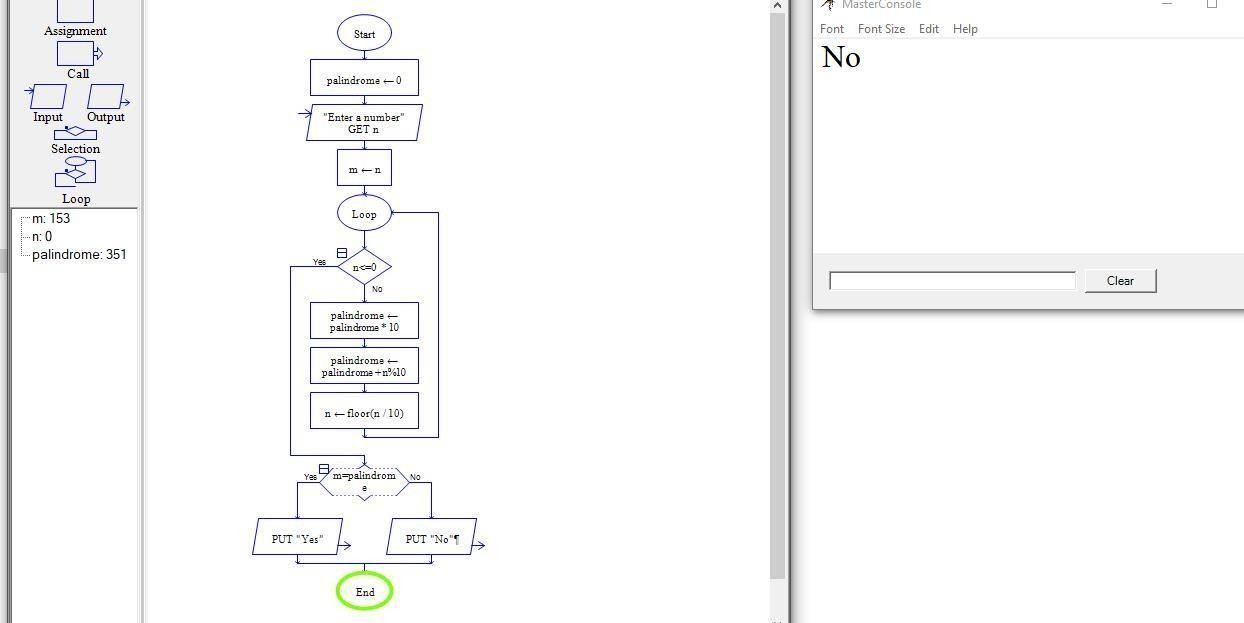 Assignment
Call
Input
Output
Selection
Loop
m: 153
n: 0
palindrome: 351
Start
palindrome ← 0
"Enter a number"
GET n
m ← n
Loop
Yes
n<=0
No
palindrome ←
palindrome * 10
palindrome ←
palindrome+n%10
n ← floor(n / 10)
Yes
m=palindrom
e
No
PUT "Yes"
PUT "No"¶
End
MasterConsole
Font Font Size Edit Help
No
Clear